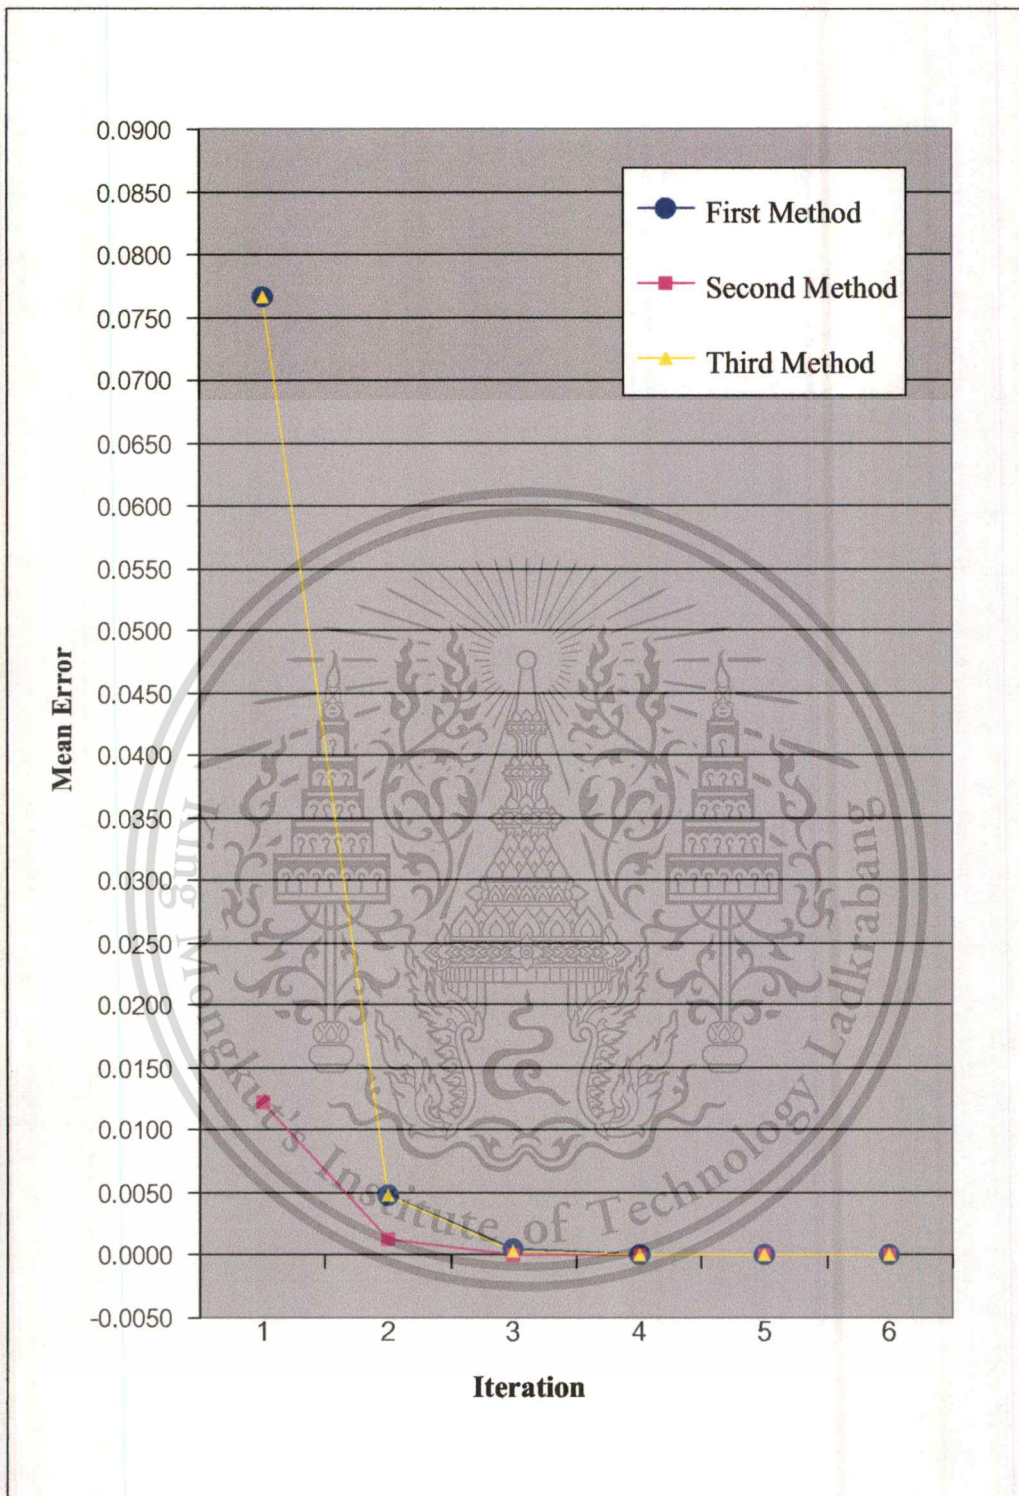 0.0900
0.0850
0.0800
0.0750
0.0700
0.0650
0.0600
0.0550
0.0500
0.0450
0.0400
0.0350
0.0300
0.0250
0.0200
0.0150
0.0100
0.0050
0.0000
-0.0050
Mean Error
First Method
Second Method
Third Method
1 2 3 4 5 6
Iteration
King Mongkut's Institute of Technology Ladkrabang